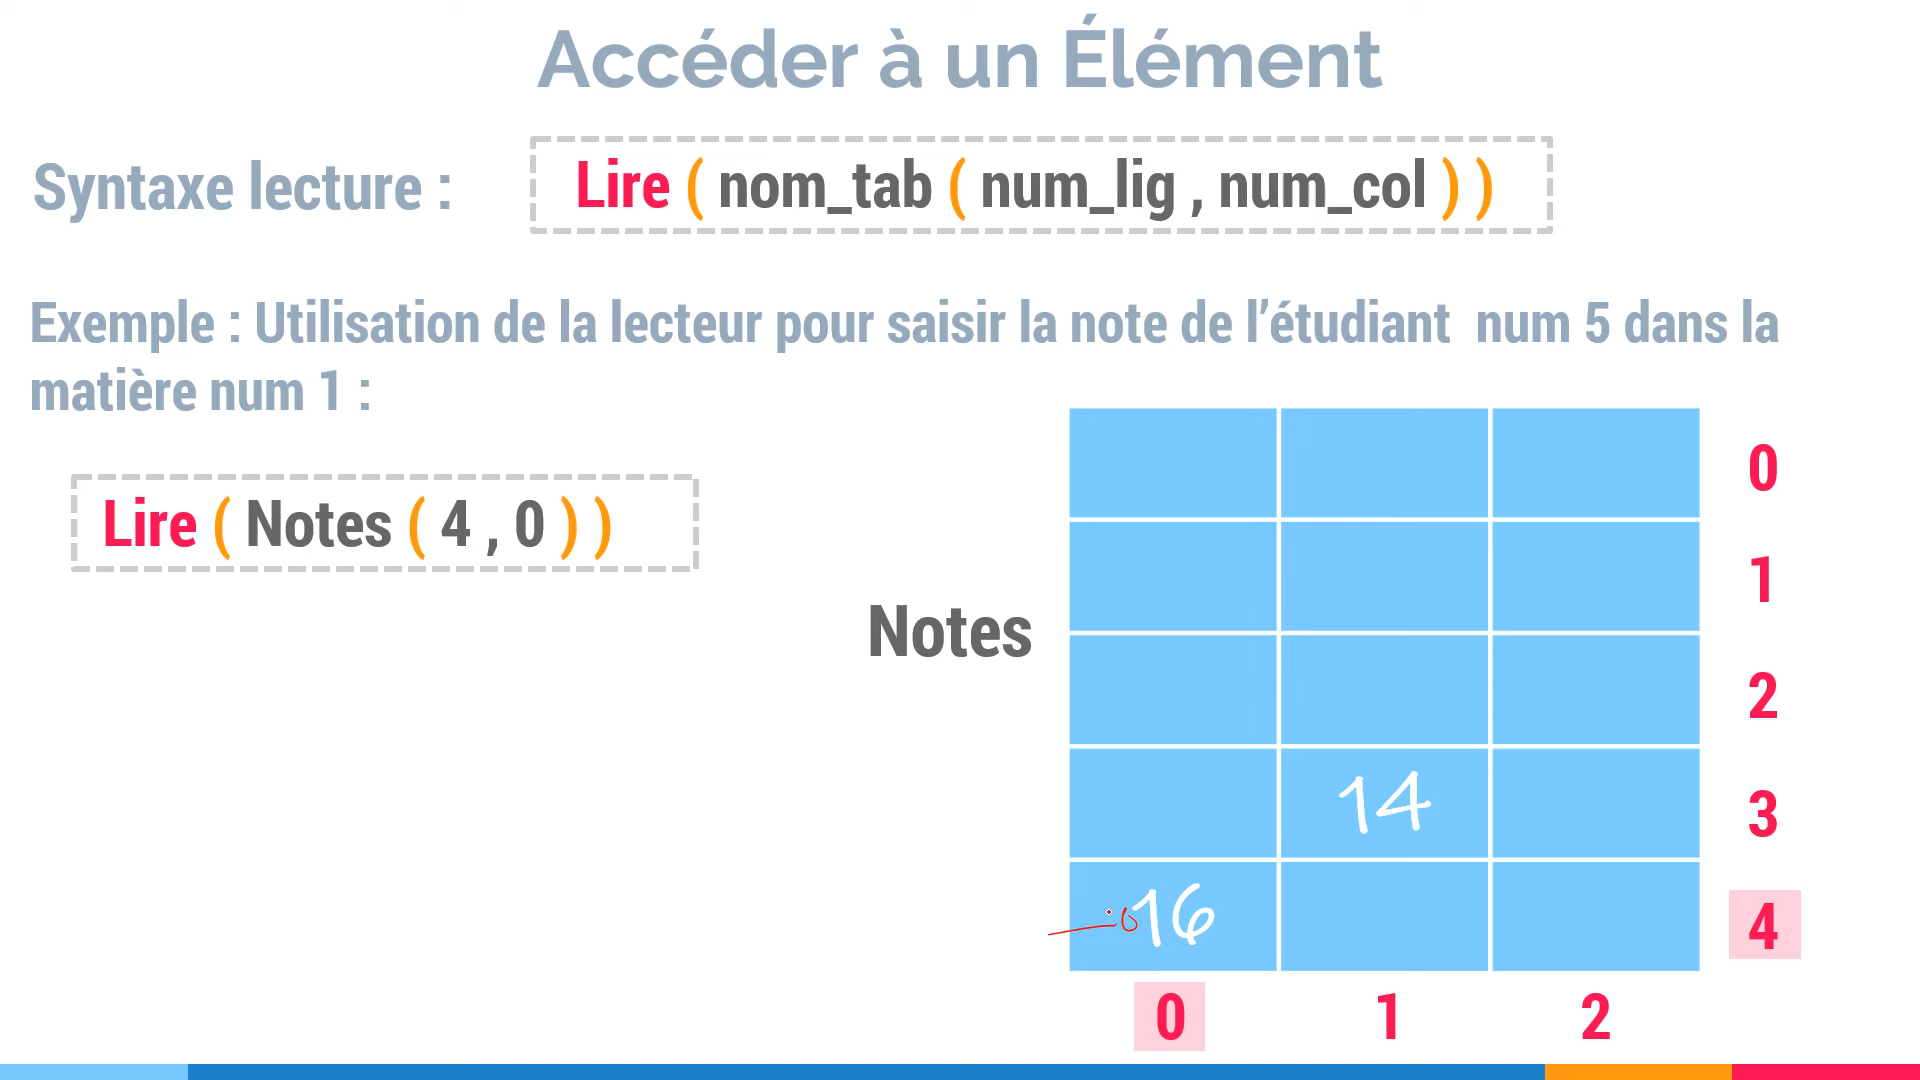 Accéder à un Élément
Syntaxe lecture :
Lire ( nom_tab ( num_lig , num_col ) )
Exemple : Utilisation de la lecteur pour saisir la note de l’étudiant num 5 dans la
matière num 1 :
Lire ( Notes ( 4 , 0 ) )
Notes
0
1
2
14
3
16
4
0 1 2